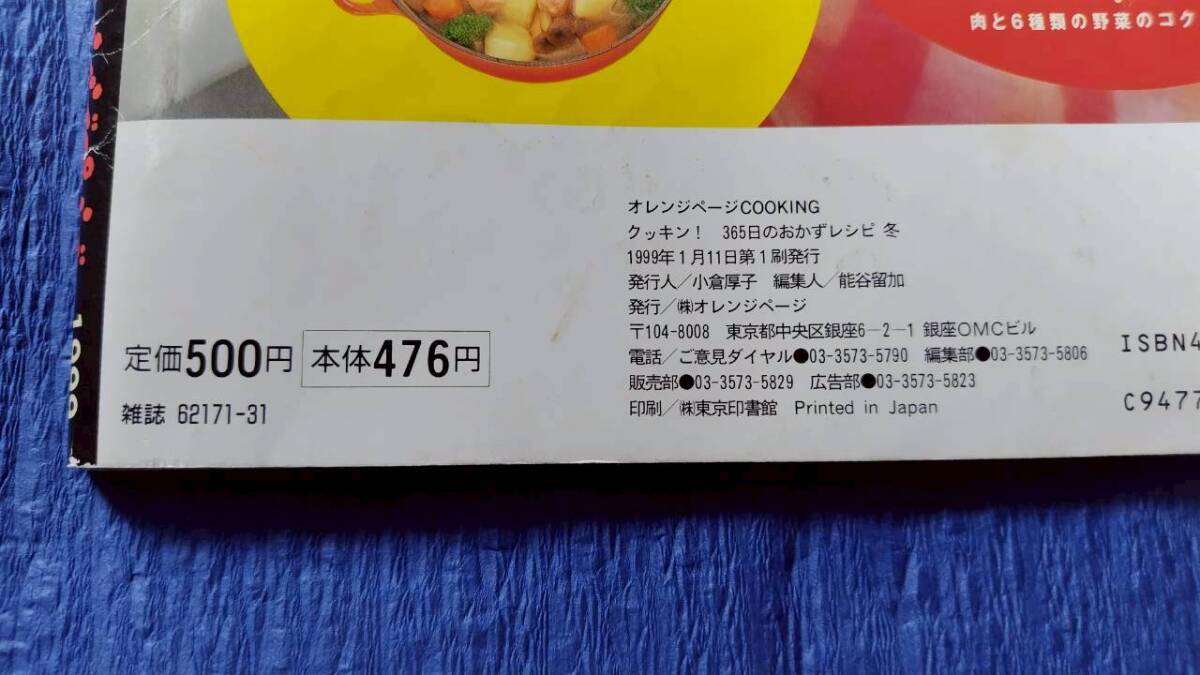 肉と6種類の野菜のコク
オレンジページCOOKING
クッキン! 365日のおかずレシピ 冬
1999年1月11日第1刷発行
発行人/小倉厚子 編集人/能谷留加
発行/㈱オレンジページ
〒104-8008 東京都中央区銀座6-2-1 銀座OMCビル
電話/ご意見ダイヤル●03-3573-5790 編集部●03-3573-5806
販売部●03-3573-5829 広告部●03-3573-5823
印刷/㈱東京印書館 Printed in Japan
定価500円 本体476円
雑誌 62171-31
ISBN4
C9477